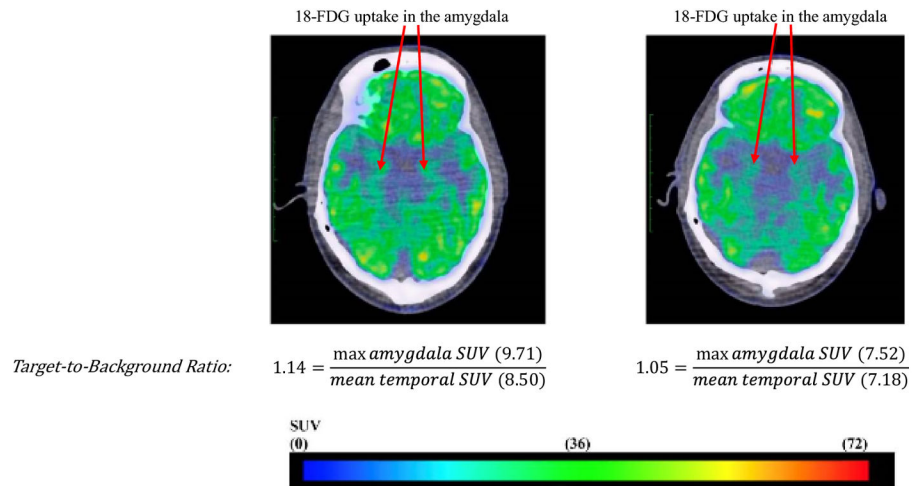 18-FDG uptake in the amygdala
18-FDG uptake in the amygdala
Target-to-Background Ratio:
1.14 = max amygdala SUV (9.71) / mean temporal SUV (8.50)
1.05 = max amygdala SUV (7.52) / mean temporal SUV (7.18)
SUV
(0) (36) (72)